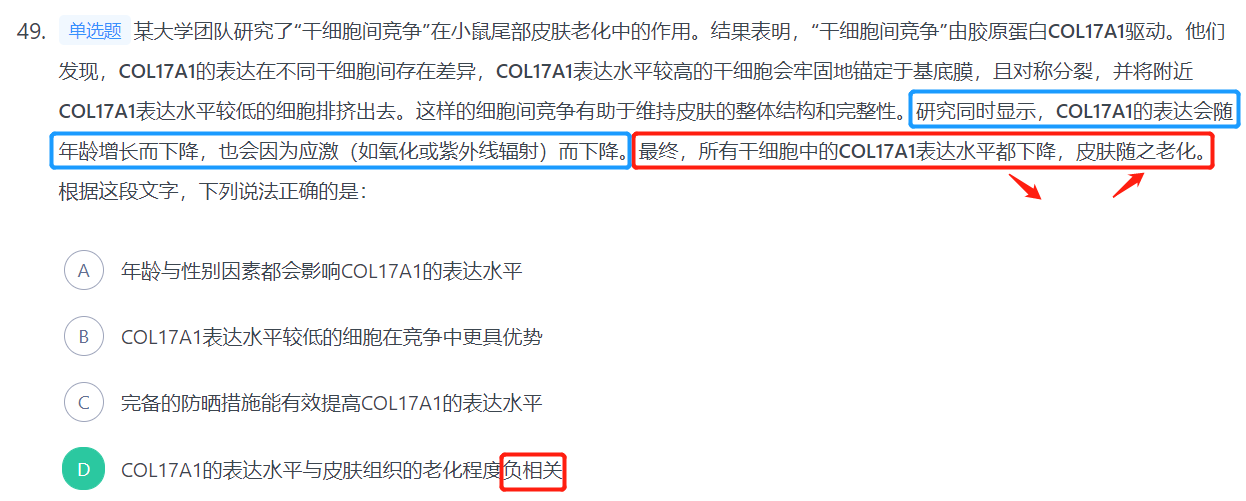 49. 单选题 某大学团队研究了“干细胞间竞争”在小鼠尾部皮肤老化中的作用。结果表明，“干细胞间竞争”由胶原蛋白COL17A1驱动。他们
发现，COL17A1的表达在不同干细胞间存在差异，COL17A1表达水平较高的干细胞会牢固地锚定于基底膜，且对称分裂，并将附近
COL17A1表达水平较低的细胞排挤出去。这样的细胞间竞争有助于维持皮肤的整体结构和完整性。研究同时显示，COL17A1的表达会随
年龄增长而下降，也会因为应激（如氧化或紫外线辐射）而下降。最终，所有干细胞中的COL17A1表达水平都下降，皮肤随之老化。
根据这段文字，下列说法正确的是：
A 年龄与性别因素都会影响COL17A1的表达水平
B COL17A1表达水平较低的细胞在竞争中更具优势
C 完备的防晒措施能有效提高COL17A1的表达水平
D COL17A1的表达水平与皮肤组织的老化程度负相关